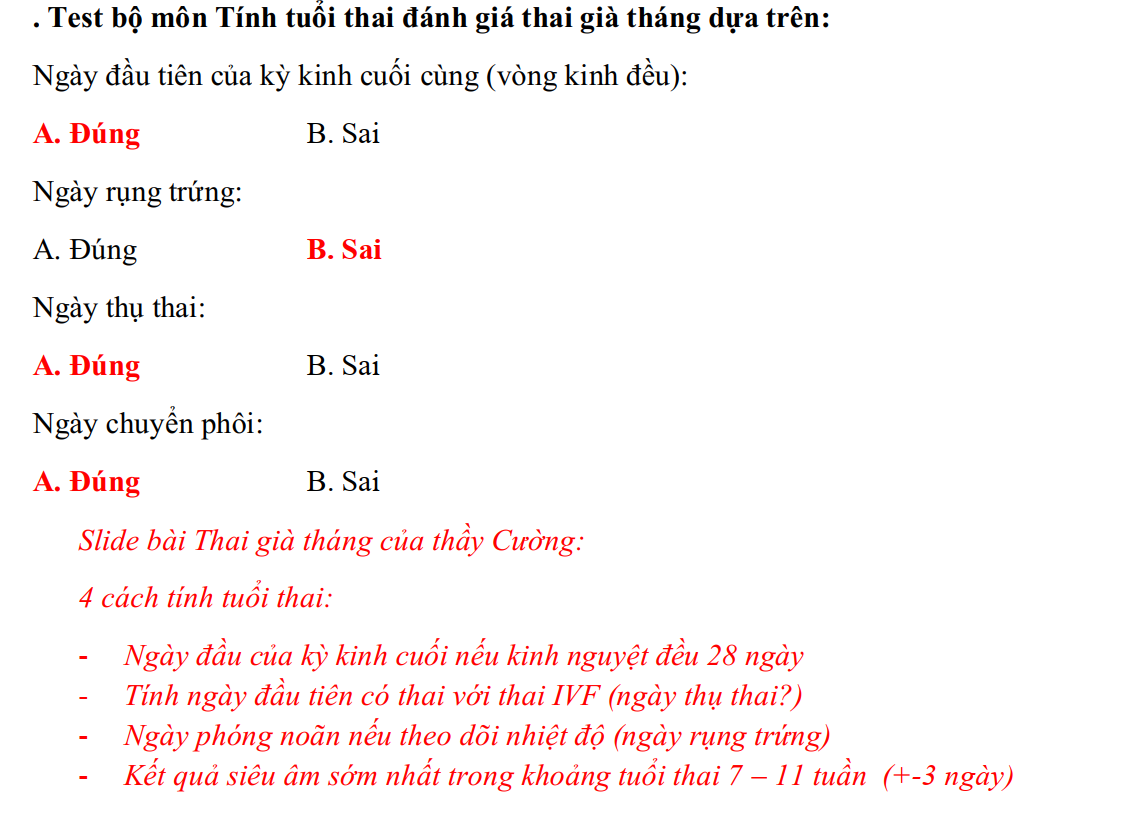 . Test bộ môn Tính tuổi thai đánh giá thai già tháng dựa trên:
Ngày đầu tiên của kỳ kinh cuối cùng (vòng kinh đều):
A. Đúng B. Sai
Ngày rụng trứng:
A. Đúng B. Sai
Ngày thụ thai:
A. Đúng B. Sai
Ngày chuyển phôi:
A. Đúng B. Sai
Slide bài Thai già tháng của thầy Cường:
4 cách tính tuổi thai:
- Ngày đầu của kỳ kinh cuối nếu kinh nguyệt đều 28 ngày
- Tính ngày đầu tiên có thai với thai IVF (ngày thụ thai?)
- Ngày phóng noãn nếu theo dõi nhiệt độ (ngày rụng trứng)
- Kết quả siêu âm sớm nhất trong khoảng tuổi thai 7 – 11 tuần (+-3 ngày)